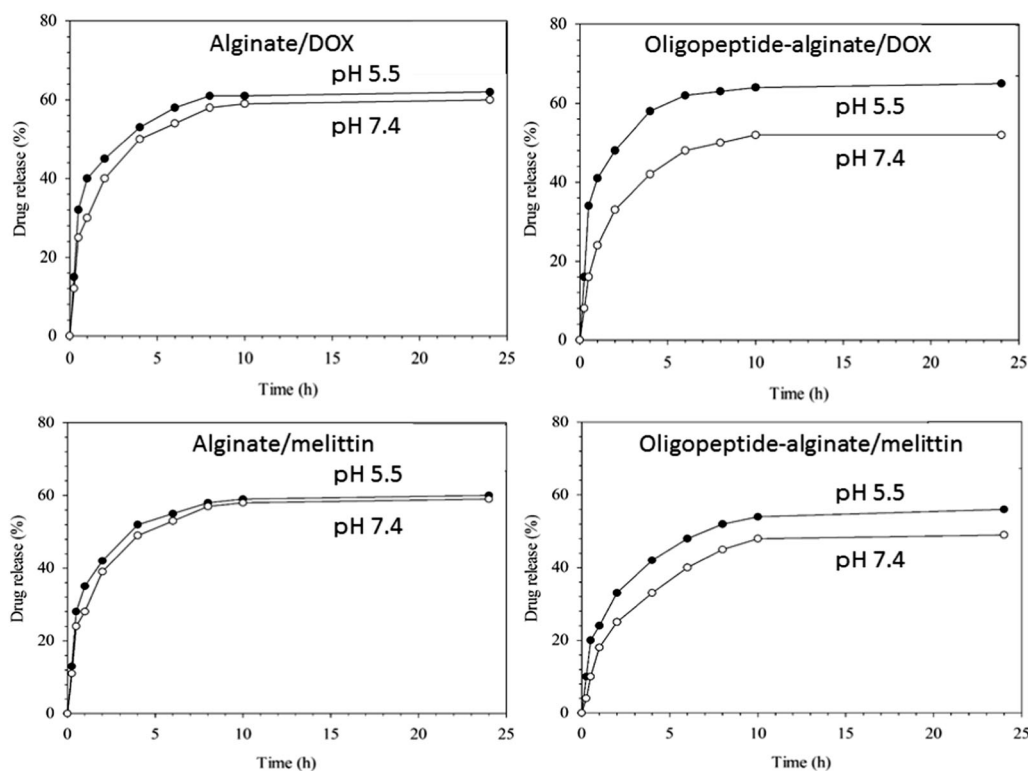 Alginate/DOX
pH 5.5
pH 7.4
Drug release (%)
80
60
40
20
0
0 5 10 15 20 25
Time (h)
Oligopeptide-alginate/DOX
pH 5.5
pH 7.4
Drug release (%)
80
60
40
20
0
0 5 10 15 20 25
Time (h)
Alginate/melittin
pH 5.5
pH 7.4
Drug release (%)
80
60
40
20
0
0 5 10 15 20 25
Time (h)
Oligopeptide-alginate/melittin
pH 5.5
pH 7.4
Drug release (%)
80
60
40
20
0
0 5 10 15 20 25
Time (h)